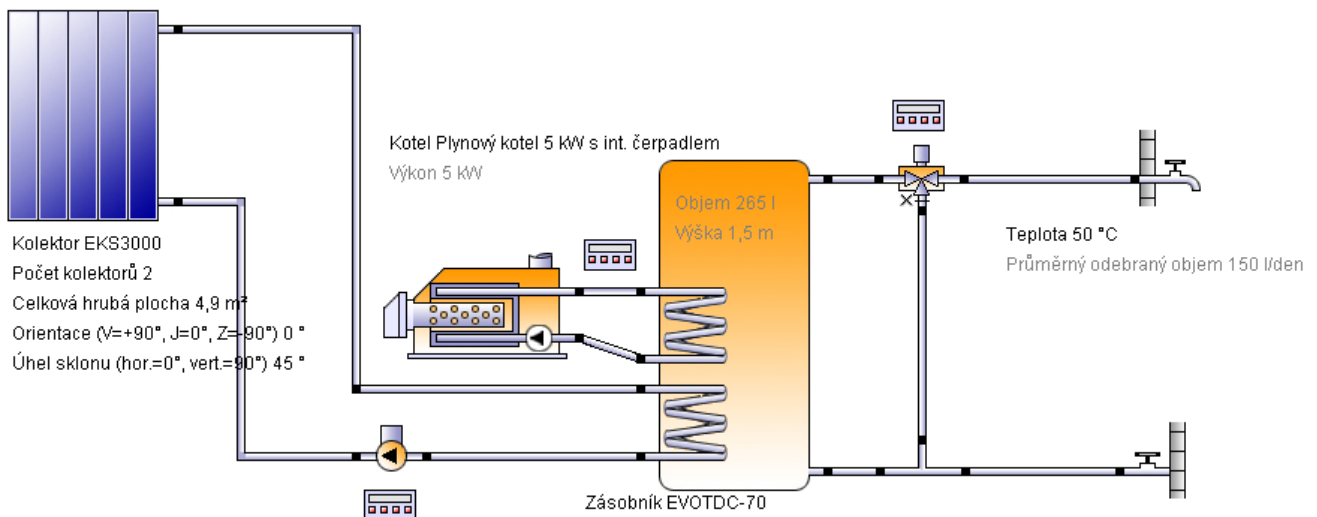 Kotel Plynový kotel 5 kW s int. čerpadlem
Výkon 5 kW
Objem 265 l
Výška 1,5 m
Kolektor EKS3000
Počet kolektorů 2
Celková hrubá plocha 4,9 m²
Orientace (V=+90°, J=0°, Z=-90°) 0 °
Úhel sklonu (hor.=0°, vert.=90°) 45 °
Teplota 50 °C
Průměrný odebraný objem 150 l/den
Zásobník EVOTDC-70